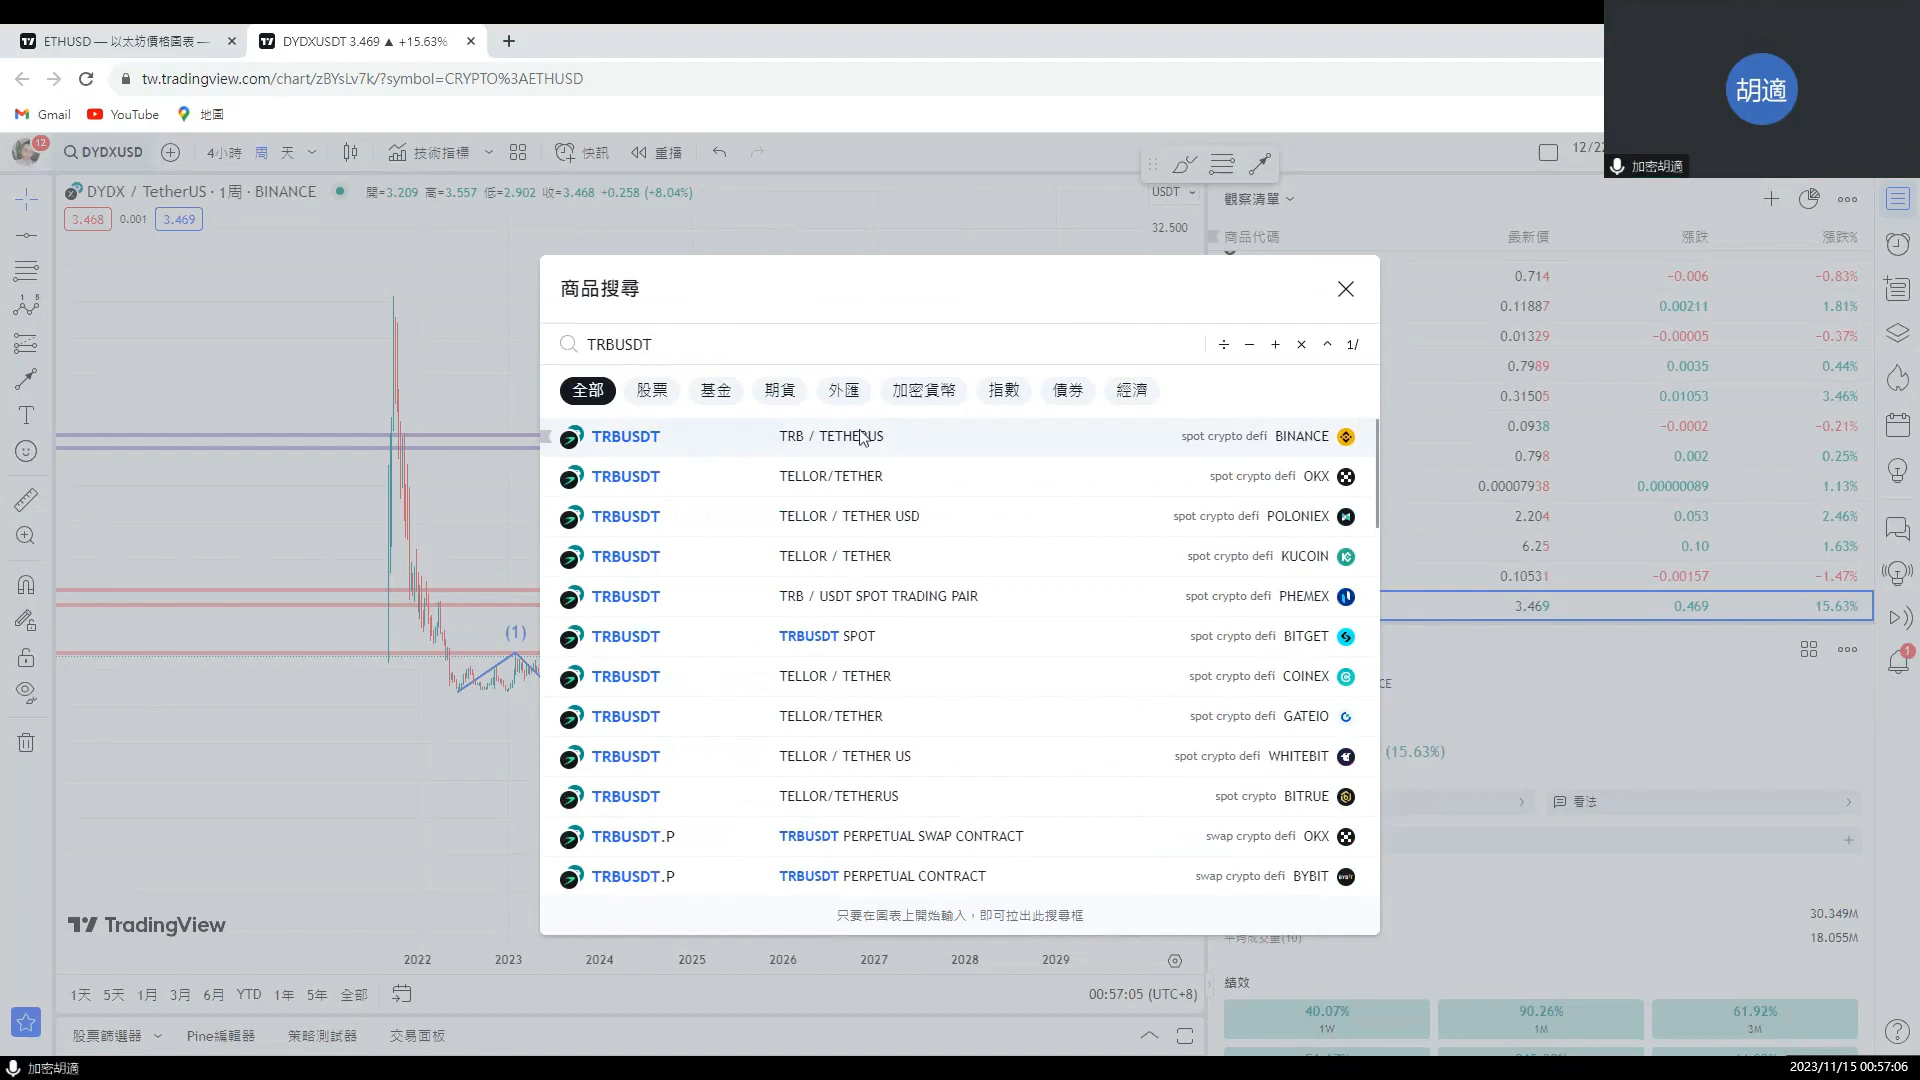 ETHUSD — 以太坊價格圖表 —
DYDXUSDT 3.469 ▲ +15.63%
tw.tradingview.com/chart/zBYsLv7k/?symbol=CRYPTO%3AETHUSD
Gmail
YouTube
地圖
胡適
加密胡適
12
DYDXUSD
4小時
周
天
技術指標
快訊
重播
12/22
DYDX / TetherUS · 1周 · BINANCE
開=3.209 高=3.557 低=2.902 收=3.468 +0.258 (+8.04%)
3.468
0.001
3.469
USDT
32.500
觀察清單
商品代碼
最新價
漲跌
漲跌%
0.714 −0.006 −0.83%
0.11887 0.00211 1.81%
0.01329 −0.00005 −0.37%
0.7989 0.0035 0.44%
0.31505 0.01053 3.46%
0.0938 −0.0002 −0.21%
0.798 0.002 0.25%
0.00007938 0.00000089 1.13%
2.204 0.053 2.46%
6.25 0.10 1.63%
0.10531 −0.00157 −1.47%
3.469 0.469 15.63%
商品搜尋
TRBUSDT
÷ − + × ^ 1/
全部 股票 基金 期貨 外匯 加密貨幣 指數 債券 經濟
TRBUSDT TRB / TETHERUS spot crypto defi BINANCE
TRBUSDT TELLOR/TETHER spot crypto defi OKX
TRBUSDT TELLOR / TETHER USD spot crypto defi POLONIEX
TRBUSDT TELLOR / TETHER spot crypto defi KUCOIN
TRBUSDT TRB / USDT SPOT TRADING PAIR spot crypto defi PHEMEX
TRBUSDT TRBUSDT SPOT spot crypto defi BITGET
TRBUSDT TELLOR / TETHER spot crypto defi COINEX
TRBUSDT TELLOR/TETHER spot crypto defi GATEIO
TRBUSDT TELLOR / TETHER US spot crypto defi WHITEBIT
TRBUSDT TELLOR/TETHERUS spot crypto BITRUE
TRBUSDT.P TRBUSDT PERPETUAL SWAP CONTRACT swap crypto defi OKX
TRBUSDT.P TRBUSDT PERPETUAL CONTRACT swap crypto defi BYBIT
只要在圖表上開始輸入，即可拉出此搜尋框
(1)
CE
(15.63%)
看法
1
TradingView
30.349M
平均成交量(10)
18.055M
2022 2023 2024 2025 2026 2027 2028 2029
1天 5天 1月 3月 6月 YTD 1年 5年 全部
00:57:05 (UTC+8)
績效
40.07% 90.26% 61.92%
1W 1M 3M
股票篩選器
Pine編輯器
策略測試器
交易面板
加密胡適
2023/11/15 00:57:06